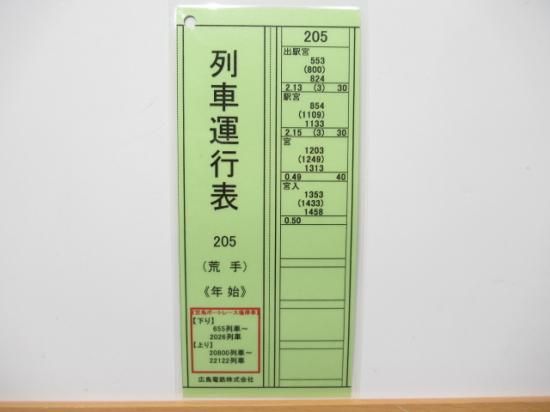 列車運行表
205
（荒 手）
《年 始》
【宮島ボートレース臨停車】
【下り】
655列車～
2026列車
【上り】
20800列車～
22122列車
広島電鉄株式会社
205
出駅宮
553
(800)
824
2.13 (3) 30
駅宮
854
(1109)
1133
2.15 (3) 30
宮
1203
(1249)
1313
0.49 40
宮入
1353
(1433)
1458
0.50